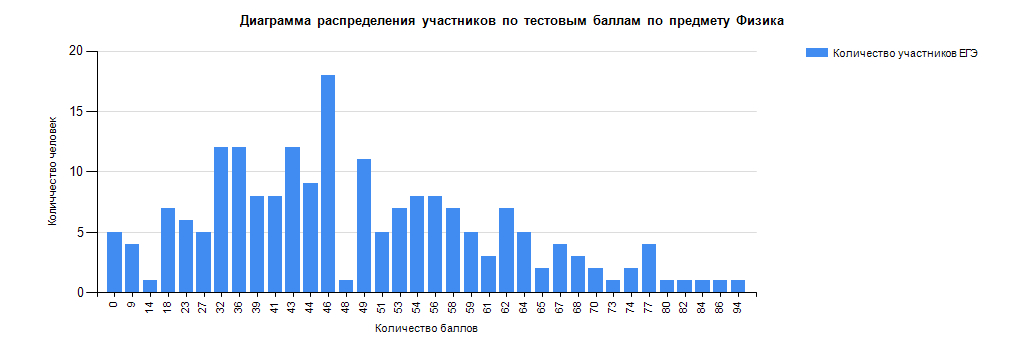 Диаграмма распределения участников по тестовым баллам по предмету Физика
Количество участников ЕГЭ
Количчество человек
20
15
10
5
0
0 9 14 18 23 27 32 36 39 41 43 44 46 48 49 51 53 54 56 58 59 61 62 64 65 67 68 70 73 74 77 80 82 84 86 94
Количество баллов